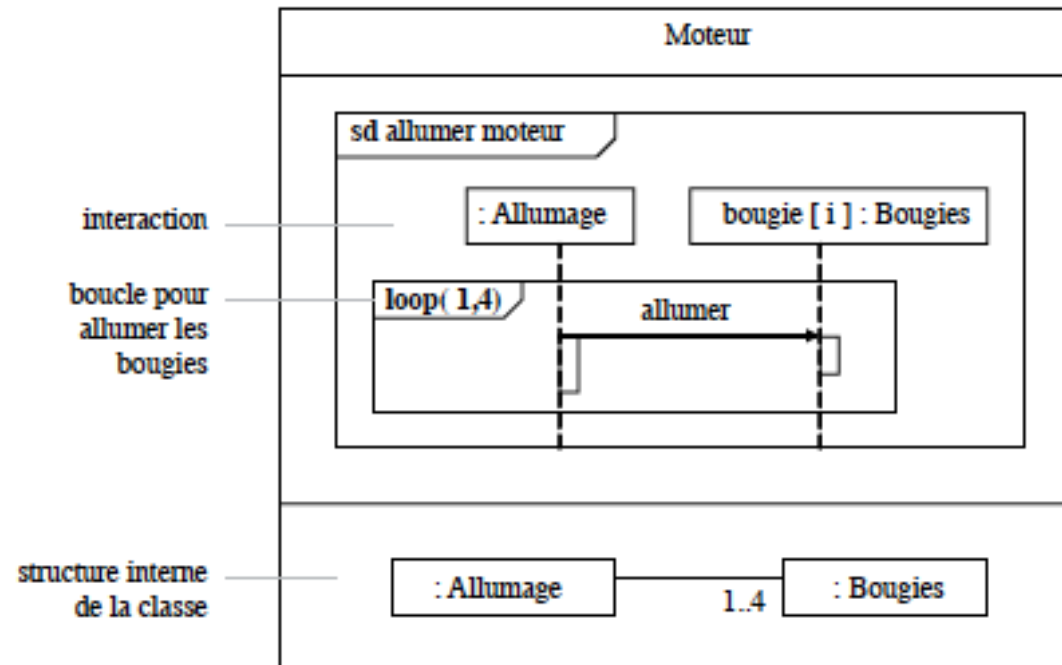 Moteur
sd allumer moteur
interaction
: Allumage
bougie [ i ] : Bougies
boucle pour
allumer les
bougies
loop( 1,4)
allumer
structure interne
de la classe
: Allumage
1..4
: Bougies